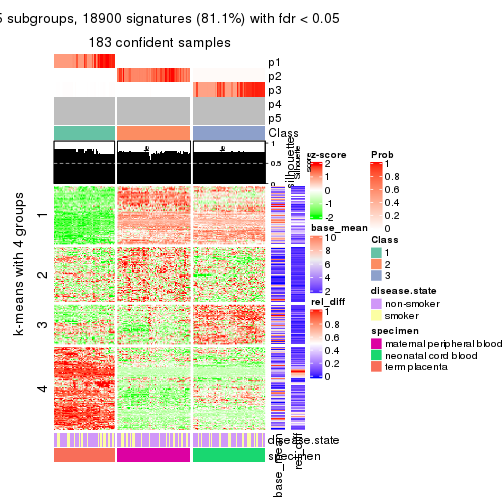 5 subgroups, 18900 signatures (81.1%) with fdr < 0.05
183 confident samples
p1
p2
p3
p4
p5
Class
1
0.5
0
Silhouette
score
Silhouette
k-means with 4 groups
1
2
3
4
disease.state
specimen
base_mean
rel_diff
z-score
2
1
0
-1
-2
base_mean
10
8
6
4
2
rel_diff
1
0.8
0.6
0.4
0.2
0
Prob
1
0.8
0.6
0.4
0.2
0
Class
1
2
3
disease.state
non-smoker
smoker
specimen
maternal peripheral blood
neonatal cord blood
term placenta